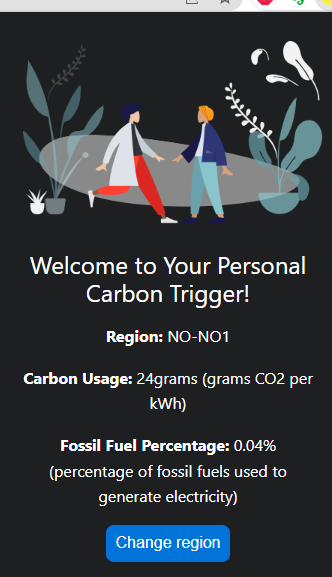 Welcome to Your Personal
Carbon Trigger!
Region: NO-NO1
Carbon Usage: 24grams (grams CO2 per
kWh)
Fossil Fuel Percentage: 0.04%
(percentage of fossil fuels used to
generate electricity)
Change region